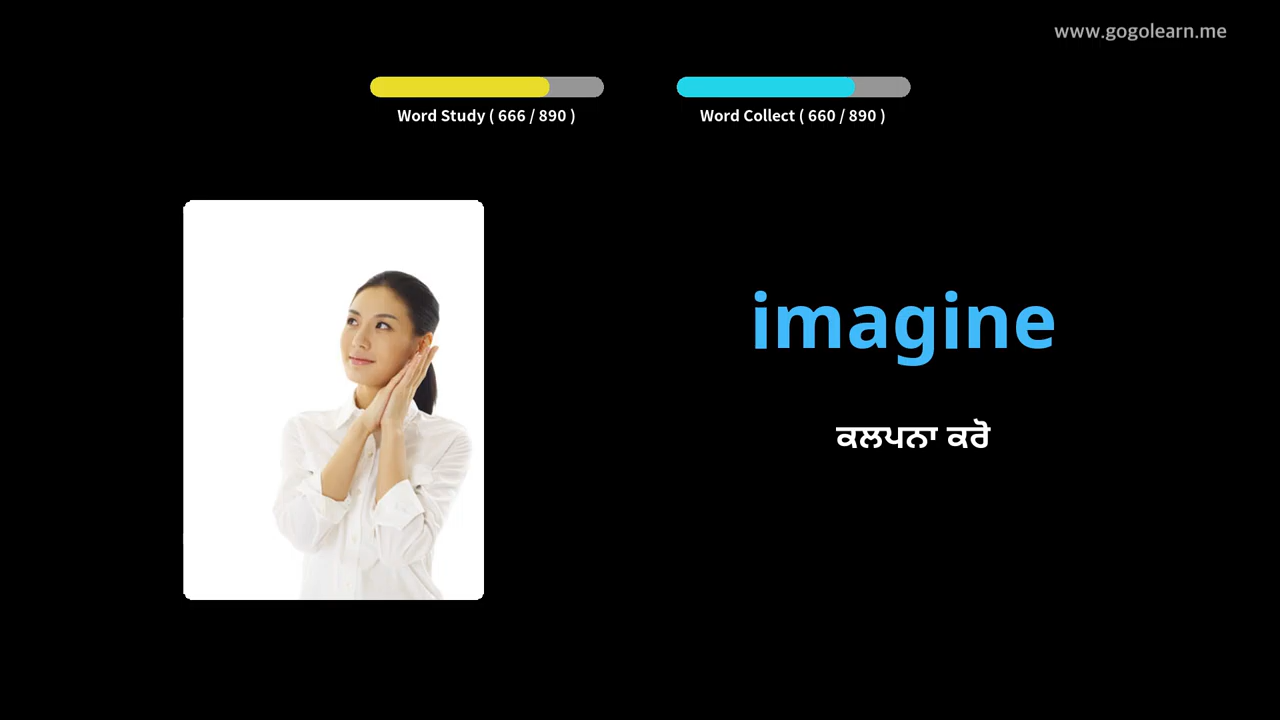 www.gogolearn.me
Word Study ( 666 / 890 )
Word Collect ( 660 / 890 )
imagine
ਕਲਪਨਾ ਕਰੋ